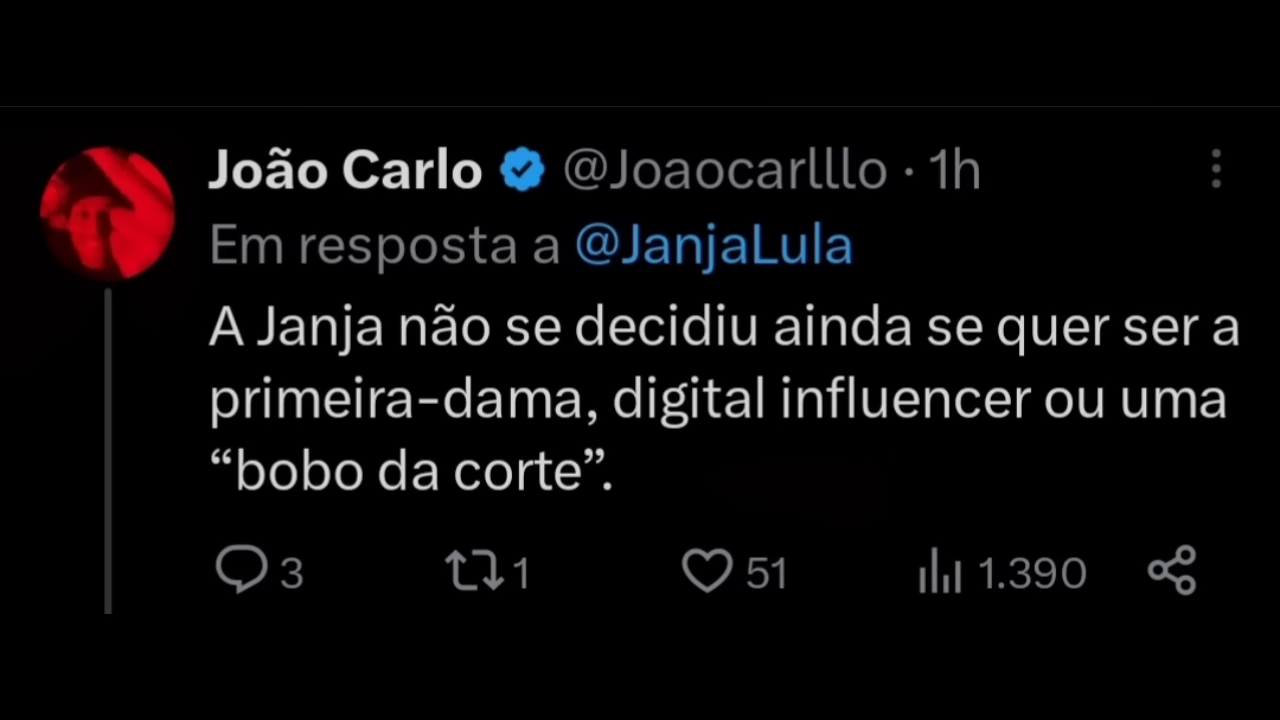 João Carlo @Joaocarlllo · 1h
Em resposta a @JanjaLula
A Janja não se decidiu ainda se quer ser a
primeira-dama, digital influencer ou uma
“bobo da corte”.
3 1 51 1.390